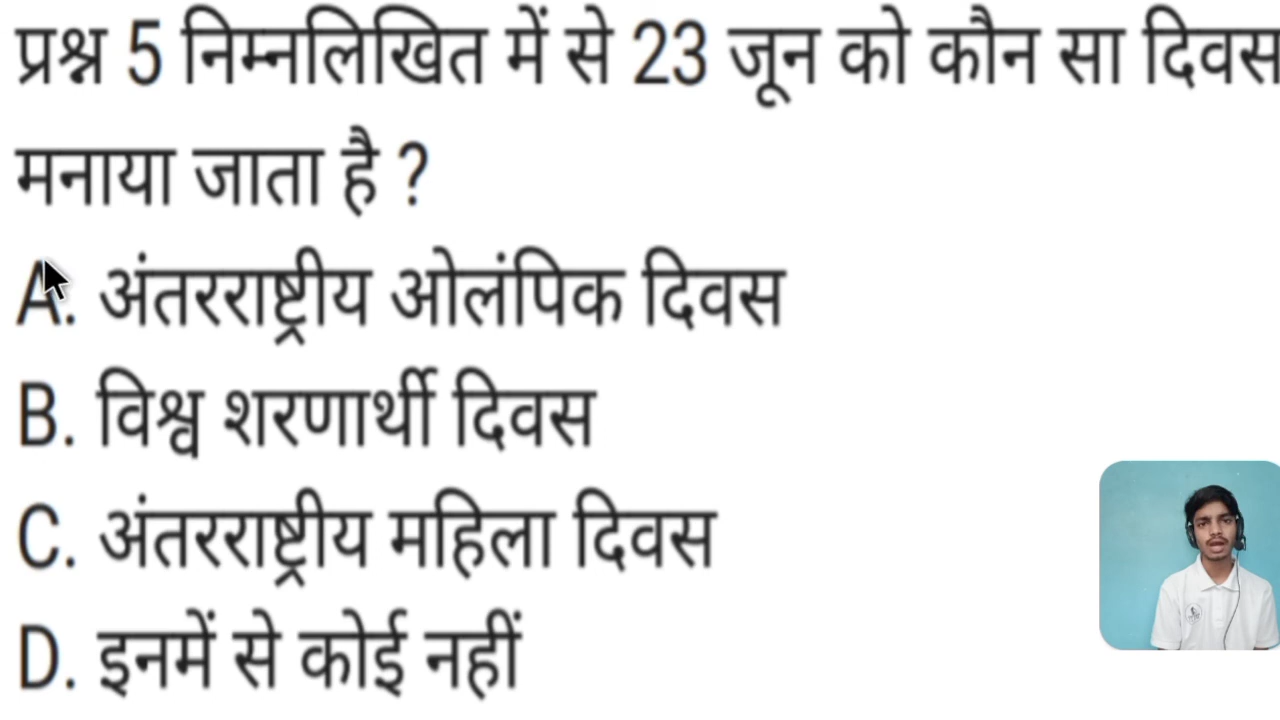 प्रश्न 5 निम्नलिखित में से 23 जून को कौन सा दिवस
मनाया जाता है ?
A. अंतरराष्ट्रीय ओलंपिक दिवस
B. विश्व शरणार्थी दिवस
C. अंतरराष्ट्रीय महिला दिवस
D. इनमें से कोई नहीं